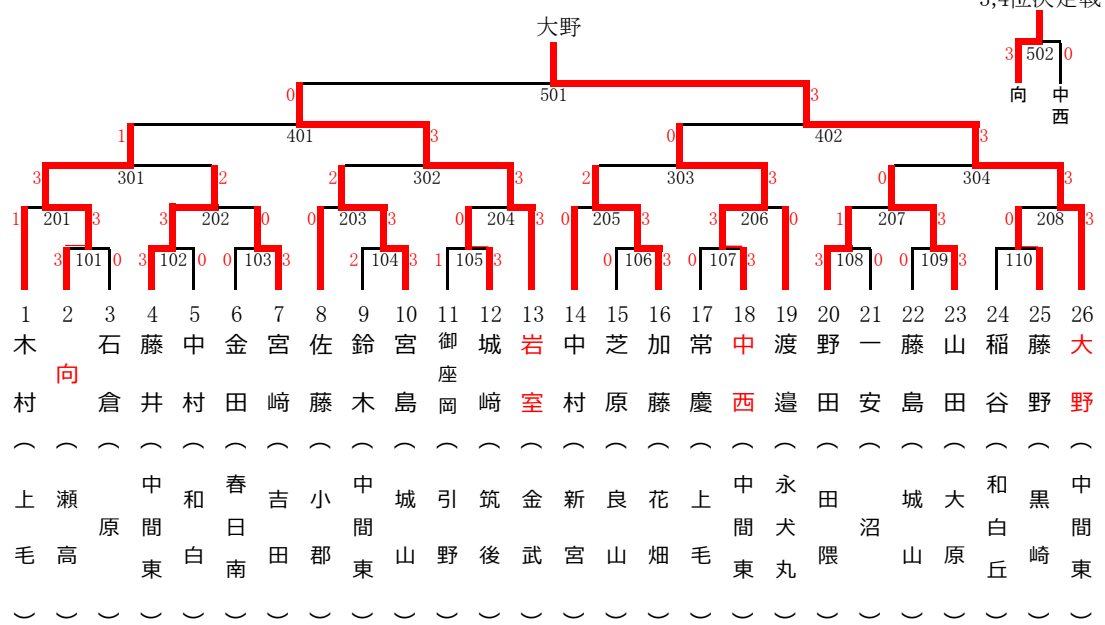 3,4位決定戦
大野
3 502 0
向 中西
0 501 3
1 401 3 0 402 3
3 301 2 2 302 3 2 303 3 0 304 3
1 201 3 3 202 0 0 203 3 0 204 3 0 205 3 3 206 0 1 207 3 0 208 3
3 101 0 3 102 0 0 103 3 2 104 3 1 105 3 0 106 3 0 107 3 3 108 0 0 109 3 110
1 2 3 4 5 6 7 8 9 10 11 12 13 14 15 16 17 18 19 20 21 22 23 24 25 26
木村 向 石倉 藤井 中村 金田 宮﨑 佐藤 鈴木 宮島 御座岡 城﨑 岩室 中村 芝原 加藤 常慶 中西 渡邉 野田 一安 藤島 山田 稲谷 藤野 大野
（上毛） （瀬高） （原） （中間東） （和白） （春日南） （吉田） （小郡） （中間東） （城山） （引野） （筑後） （金武） （新宮） （良山） （花畑） （上毛） （中間東） （永犬丸） （田隈） （沼） （城山） （大原） （和白丘） （黒崎） （中間東）